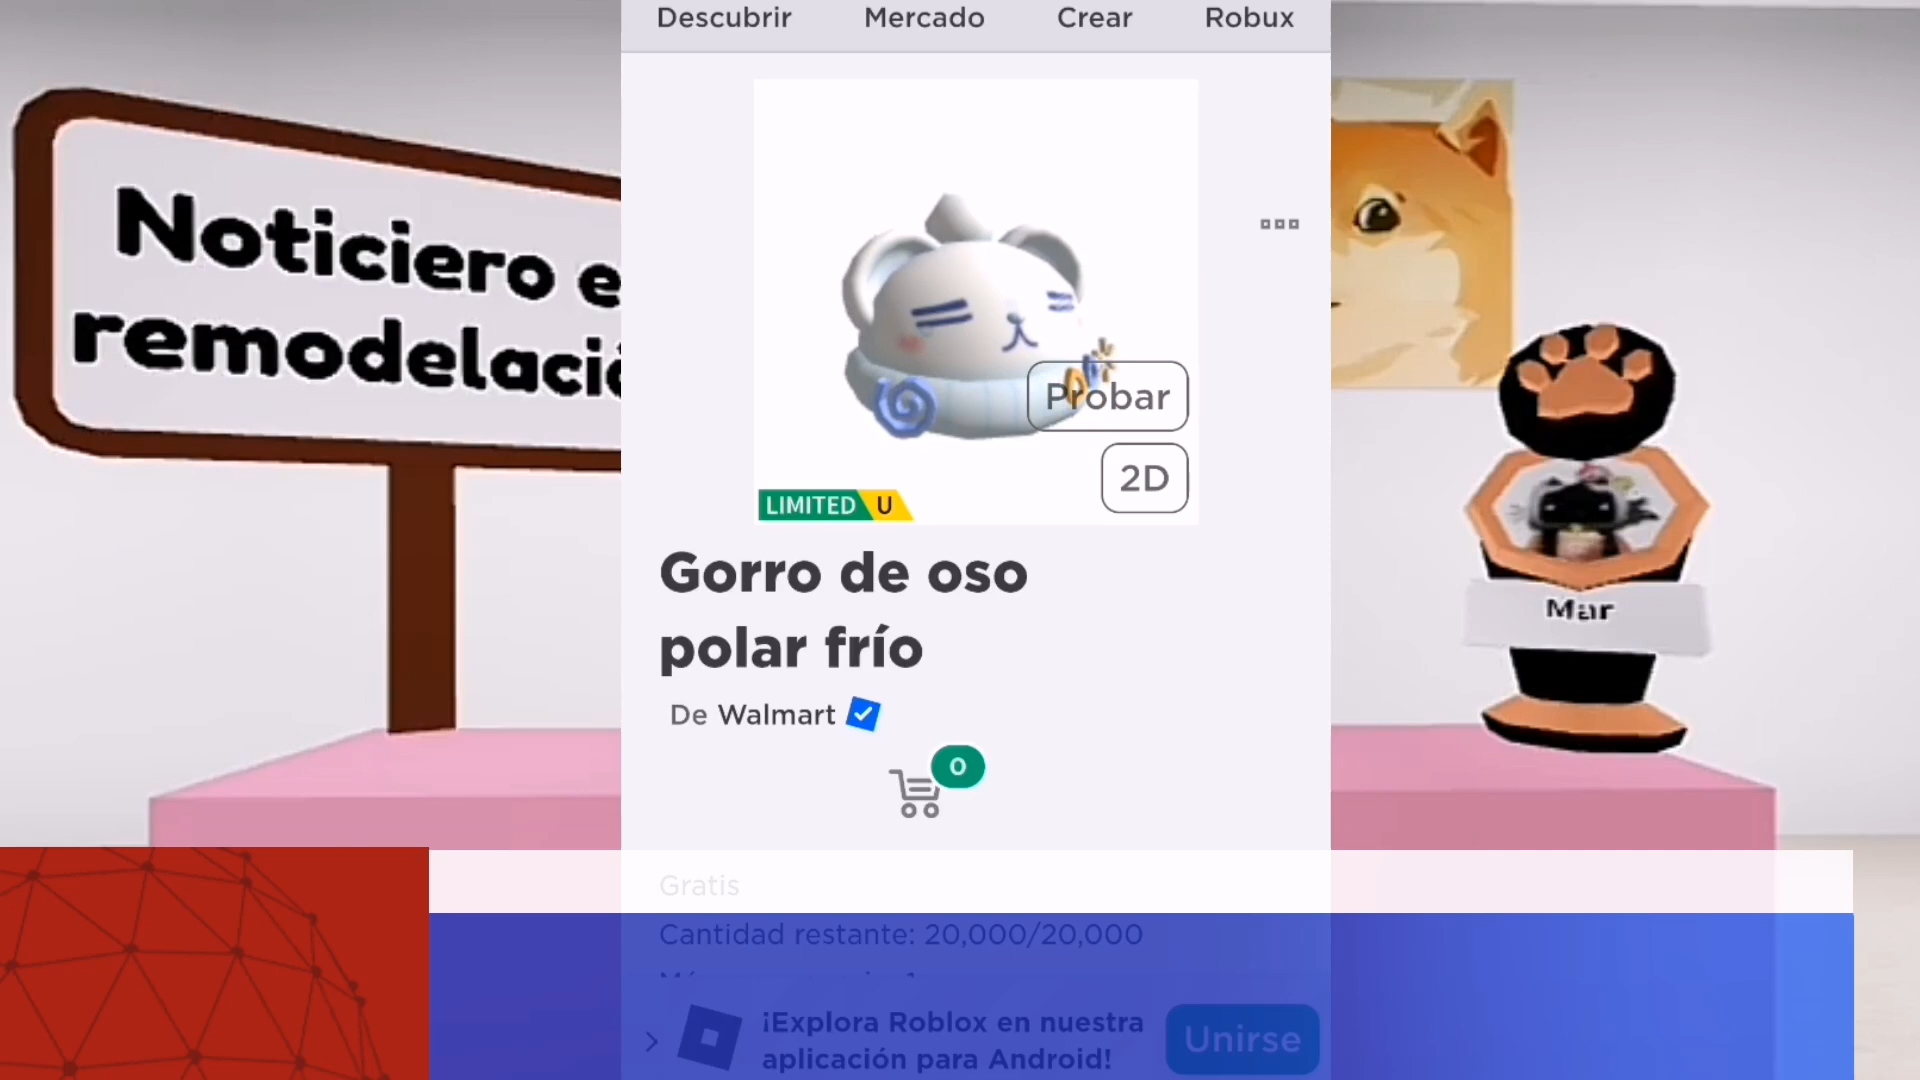 Descubrir Mercado Crear Robux
Noticiero e
remodelació
Probar
2D
LIMITED U
Gorro de oso
polar frío
De Walmart
0
Mar
Gratis
Cantidad restante: 20,000/20,000
¡Explora Roblox en nuestra
aplicación para Android!
Unirse